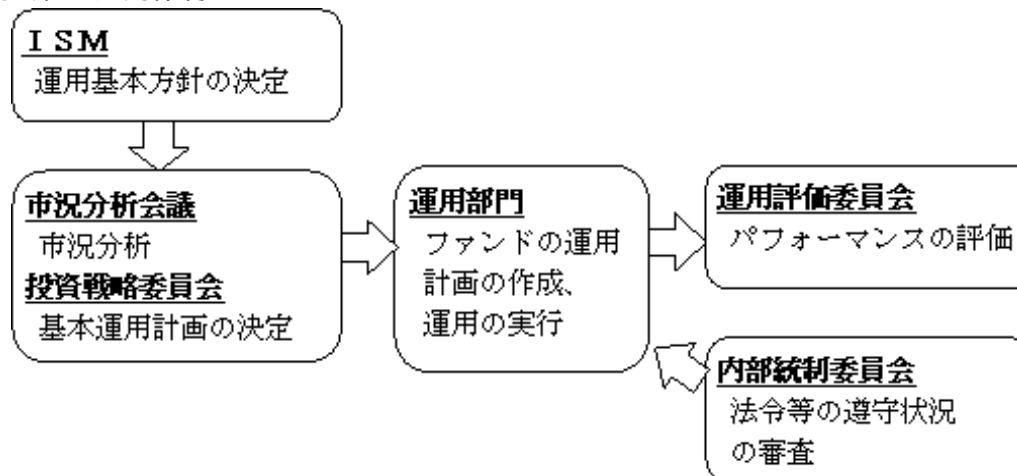 ＩＳＭ
運用基本方針の決定
市況分析会議
市況分析
投資戦略委員会
基本運用計画の決定
運用部門
ファンドの運用
計画の作成、
運用の実行
運用評価委員会
パフォーマンスの評価
内部統制委員会
法令等の遵守状況
の審査